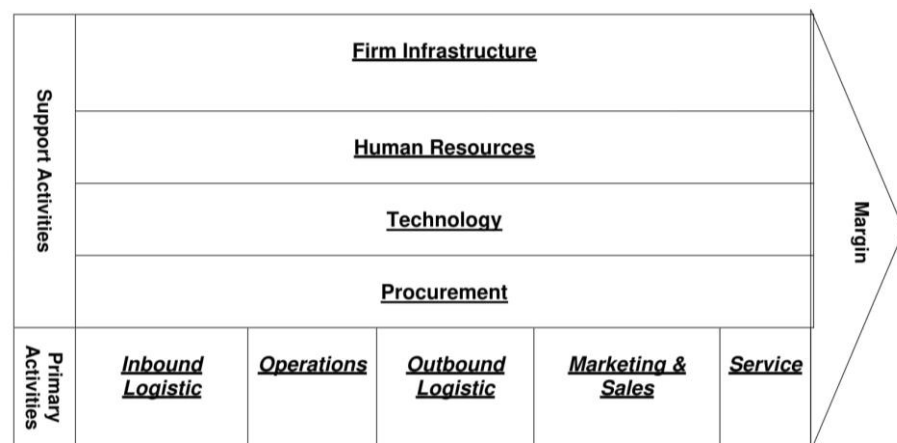 Support Activities
Firm Infrastructure
Human Resources
Technology
Procurement
Margin
Primary
Activities
Inbound
Logistic
Operations
Outbound
Logistic
Marketing &
Sales
Service